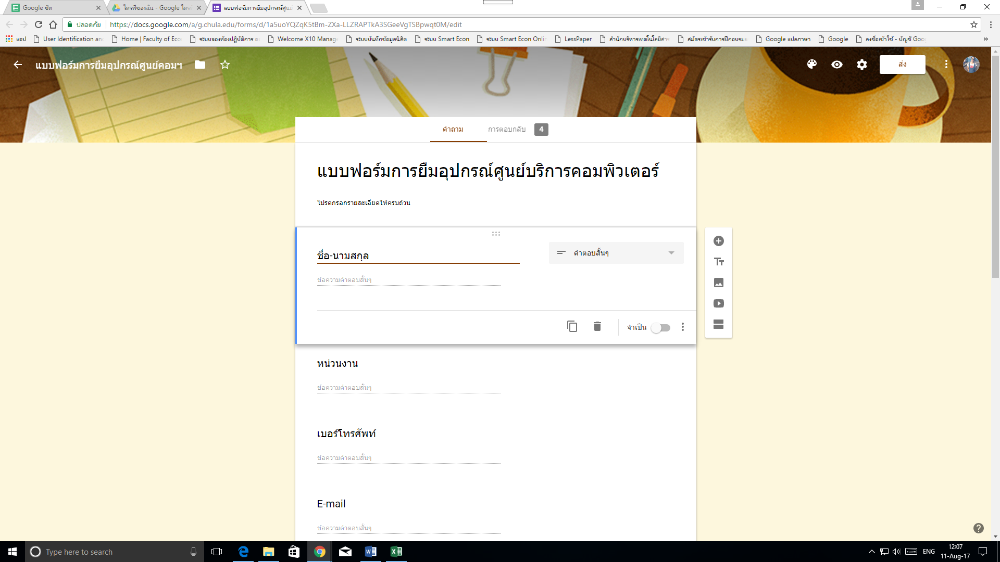 Google ชีต
ไดรฟ์ของฉัน - Google ไดรฟ์
แบบฟอร์มการยืมอุปกรณ์ศูนย์
ปลอดภัย
https://docs.google.com/a/g.chula.edu/forms/d/1a5uoYQZqK5tBm-ZXa-LLZRAPTkA3SGeeVgTSBpwqt0M/edit
แอป
User Identification an
Home | Faculty of Eco
ระบบจองห้องปฏิบัติการ
Welcome X10 Manage
ระบบบันทึกข้อมูลนิสิต
ระบบ Smart Econ
ระบบ Smart Econ Onlin
LessPaper
สำนักบริหารเทคโนโลยีสาร
สมัครเข้ารับการฝึกอบรม
Google แปลภาษา
Google
ลงชื่อเข้าใช้ - บัญชี Goo
แบบฟอร์มการยืมอุปกรณ์ศูนย์คอมฯ
ส่ง
คำถาม
การตอบกลับ
4
แบบฟอร์มการยืมอุปกรณ์ศูนย์บริการคอมพิวเตอร์
โปรดกรอกรายละเอียดให้ครบถ้วน
ชื่อ-นามสกุล
คำตอบสั้นๆ
ข้อความคำตอบสั้นๆ
จำเป็น
หน่วนงาน
ข้อความคำตอบสั้นๆ
เบอร์โทรศัพท์
ข้อความคำตอบสั้นๆ
E-mail
ข้อความคำตอบสั้นๆ
Type here to search
ENG
12:07
11-Aug-17